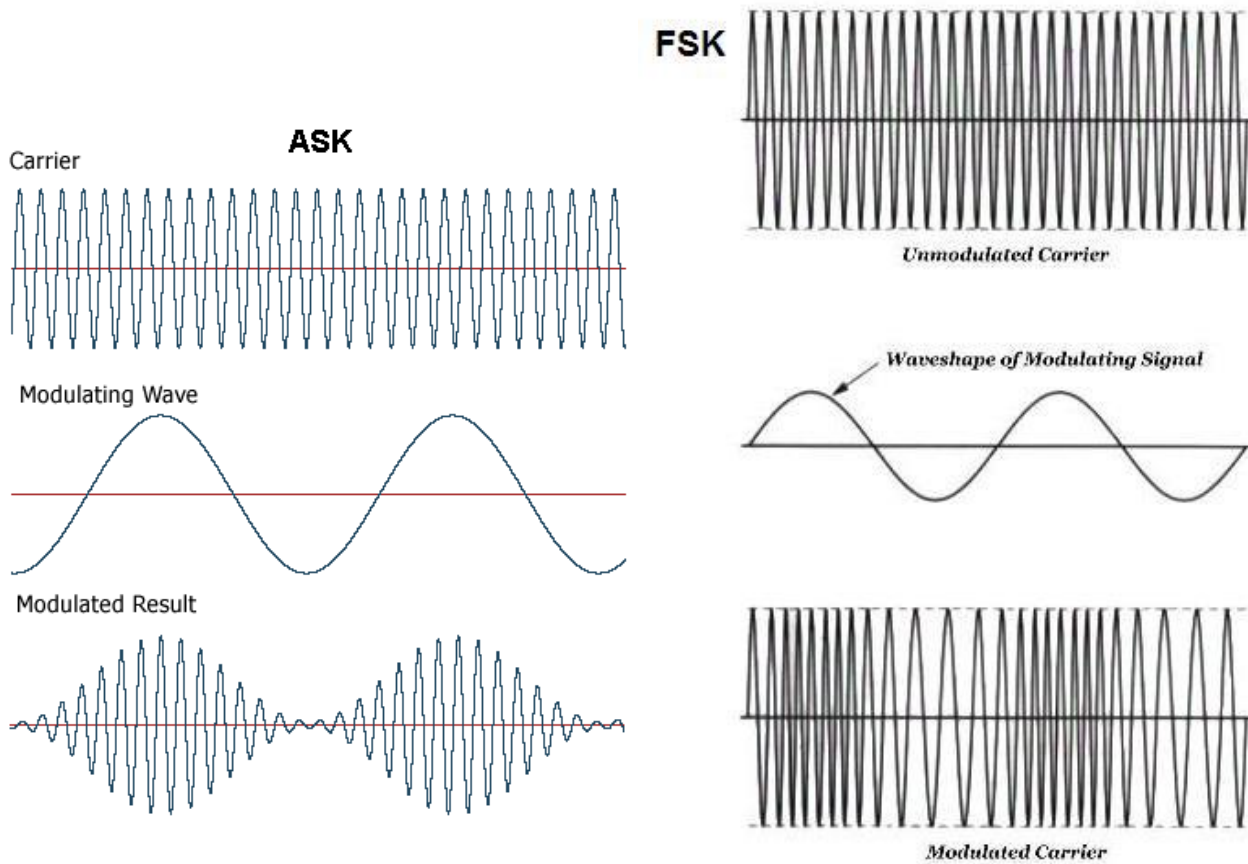 ASK
Carrier
Modulating Wave
Modulated Result
FSK
Unmodulated Carrier
Waveshape of Modulating Signal
Modulated Carrier